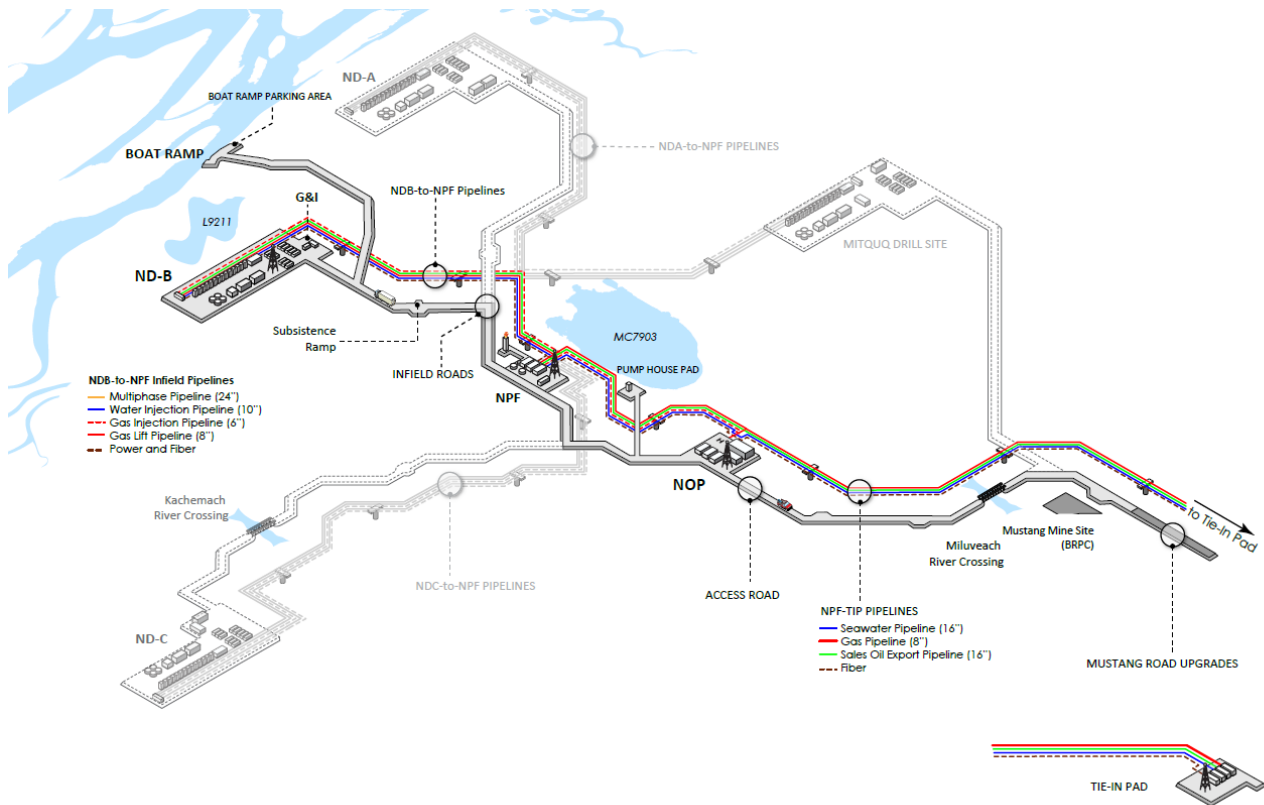 ND-A
BOAT RAMP PARKING AREA
BOAT RAMP
NDA-to-NPF PIPELINES
NDB-to-NPF Pipelines
G&I
L9211
MITQUQ DRILL SITE
ND-B
Subsistence
Ramp
MC7903
INFIELD ROADS
PUMP HOUSE PAD
NPF
NDB-to-NPF Infield Pipelines
Multiphase Pipeline (24")
Water Injection Pipeline (10")
Gas Injection Pipeline (6")
Gas Lift Pipeline (8")
Power and Fiber
H
NOP
Kachemach
River Crossing
to Tie-In Pad
Mustang Mine Site
(BRPC)
Miluveach
River Crossing
NDC-to-NPF PIPELINES
ACCESS ROAD
NPF-TIP PIPELINES
Seawater Pipeline (16")
Gas Pipeline (8")
Sales Oil Export Pipeline (16")
Fiber
ND-C
MUSTANG ROAD UPGRADES
TIE-IN PAD